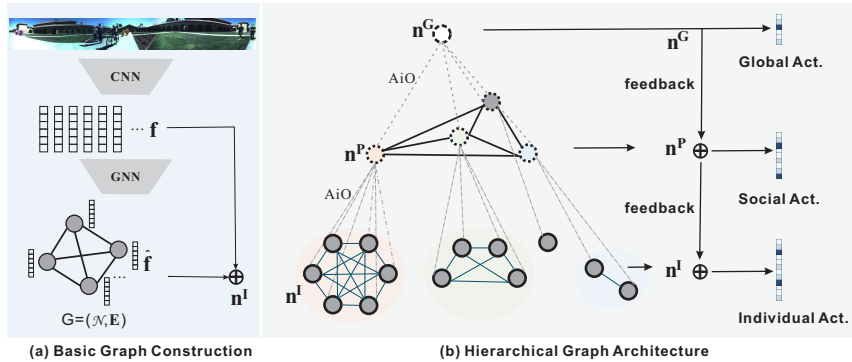 CNN
... f
GNN
f̂
...
n^I
G=(𝒩,E)
(a) Basic Graph Construction
n^G
n^G
Global Act.
AiO
feedback
n^P
n^P
Social Act.
AiO
feedback
n^I
n^I
Individual Act.
(b) Hierarchical Graph Architecture